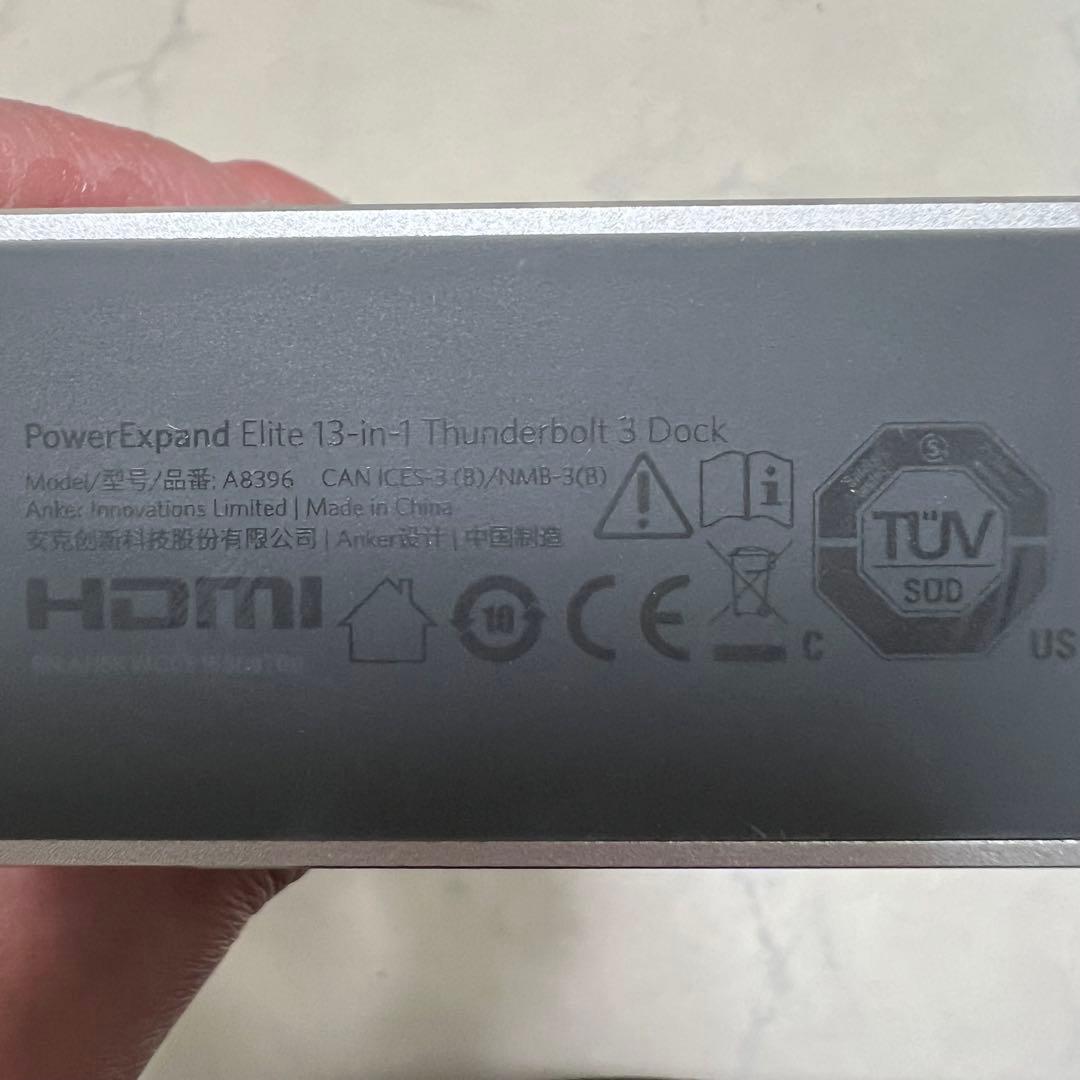 PowerExpand Elite 13-in-1 Thunderbolt 3 Dock
Model/型号/品番: A8396 CAN ICES-3 (B)/NMB-3(B)
Anker Innovations Limited | Made in China
安克创新科技股份有限公司 | Anker设计 | 中国制造
HDMI
10
CE
C
TÜV
SÜD
US